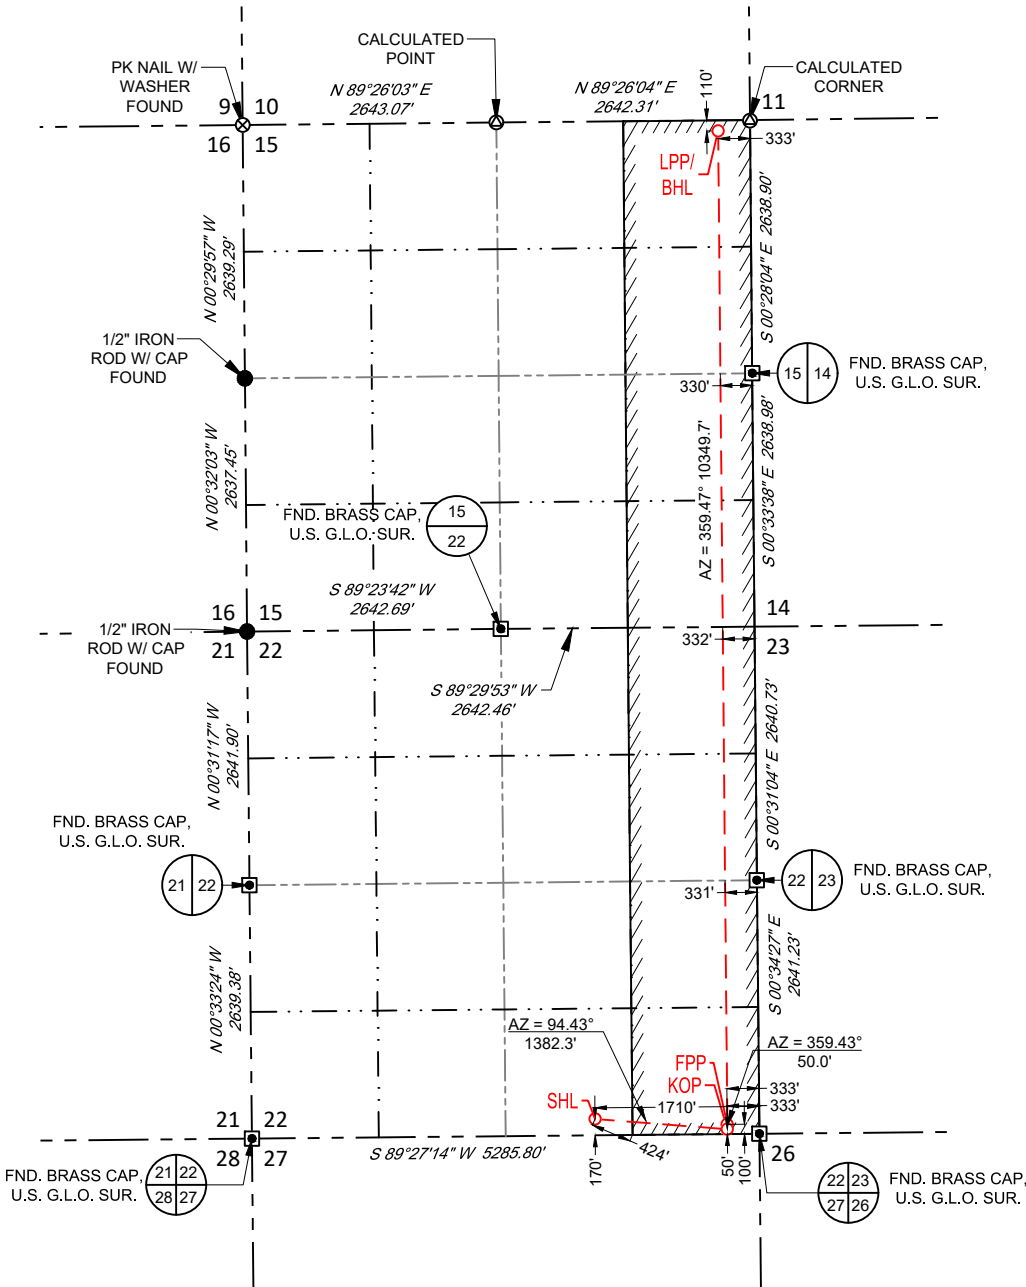 CALCULATED
POINT
PK NAIL W/
WASHER
FOUND
N 89°26'03" E
2643.07'
N 89°26'04" E
2642.31'
110'
CALCULATED
CORNER
9 10
16 15
11
333'
LPP/
BHL
N 00°29'57" W
2639.29'
S 00°28'04" E 2638.90'
1/2" IRON
ROD W/ CAP
FOUND
15 14
FND. BRASS CAP,
U.S. G.L.O. SUR.
330'
N 00°32'03" W
2637.45'
AZ = 359.47° 10349.7'
S 00°33'38" E 2638.98'
FND. BRASS CAP,
U.S. G.L.O. SUR.
15
22
S 89°23'42" W
2642.69'
16 15
21 22
14
23
1/2" IRON
ROD W/ CAP
FOUND
332'
S 89°29'53" W
2642.46'
N 00°31'17" W
2641.90'
S 00°31'04" E 2640.73'
FND. BRASS CAP,
U.S. G.L.O. SUR.
21 22
22 23
FND. BRASS CAP,
U.S. G.L.O. SUR.
331'
N 00°33'24" W
2639.38'
S 00°34'27" E
2641.23'
AZ = 94.43°
1382.3'
AZ = 359.43°
50.0'
FPP
KOP
333'
333'
SHL
1710'
21 22
28 27
26
424'
170'
50'
100'
S 89°27'14" W 5285.80'
FND. BRASS CAP,
U.S. G.L.O. SUR.
21 22
28 27
22 23
27 26
FND. BRASS CAP,
U.S. G.L.O. SUR.